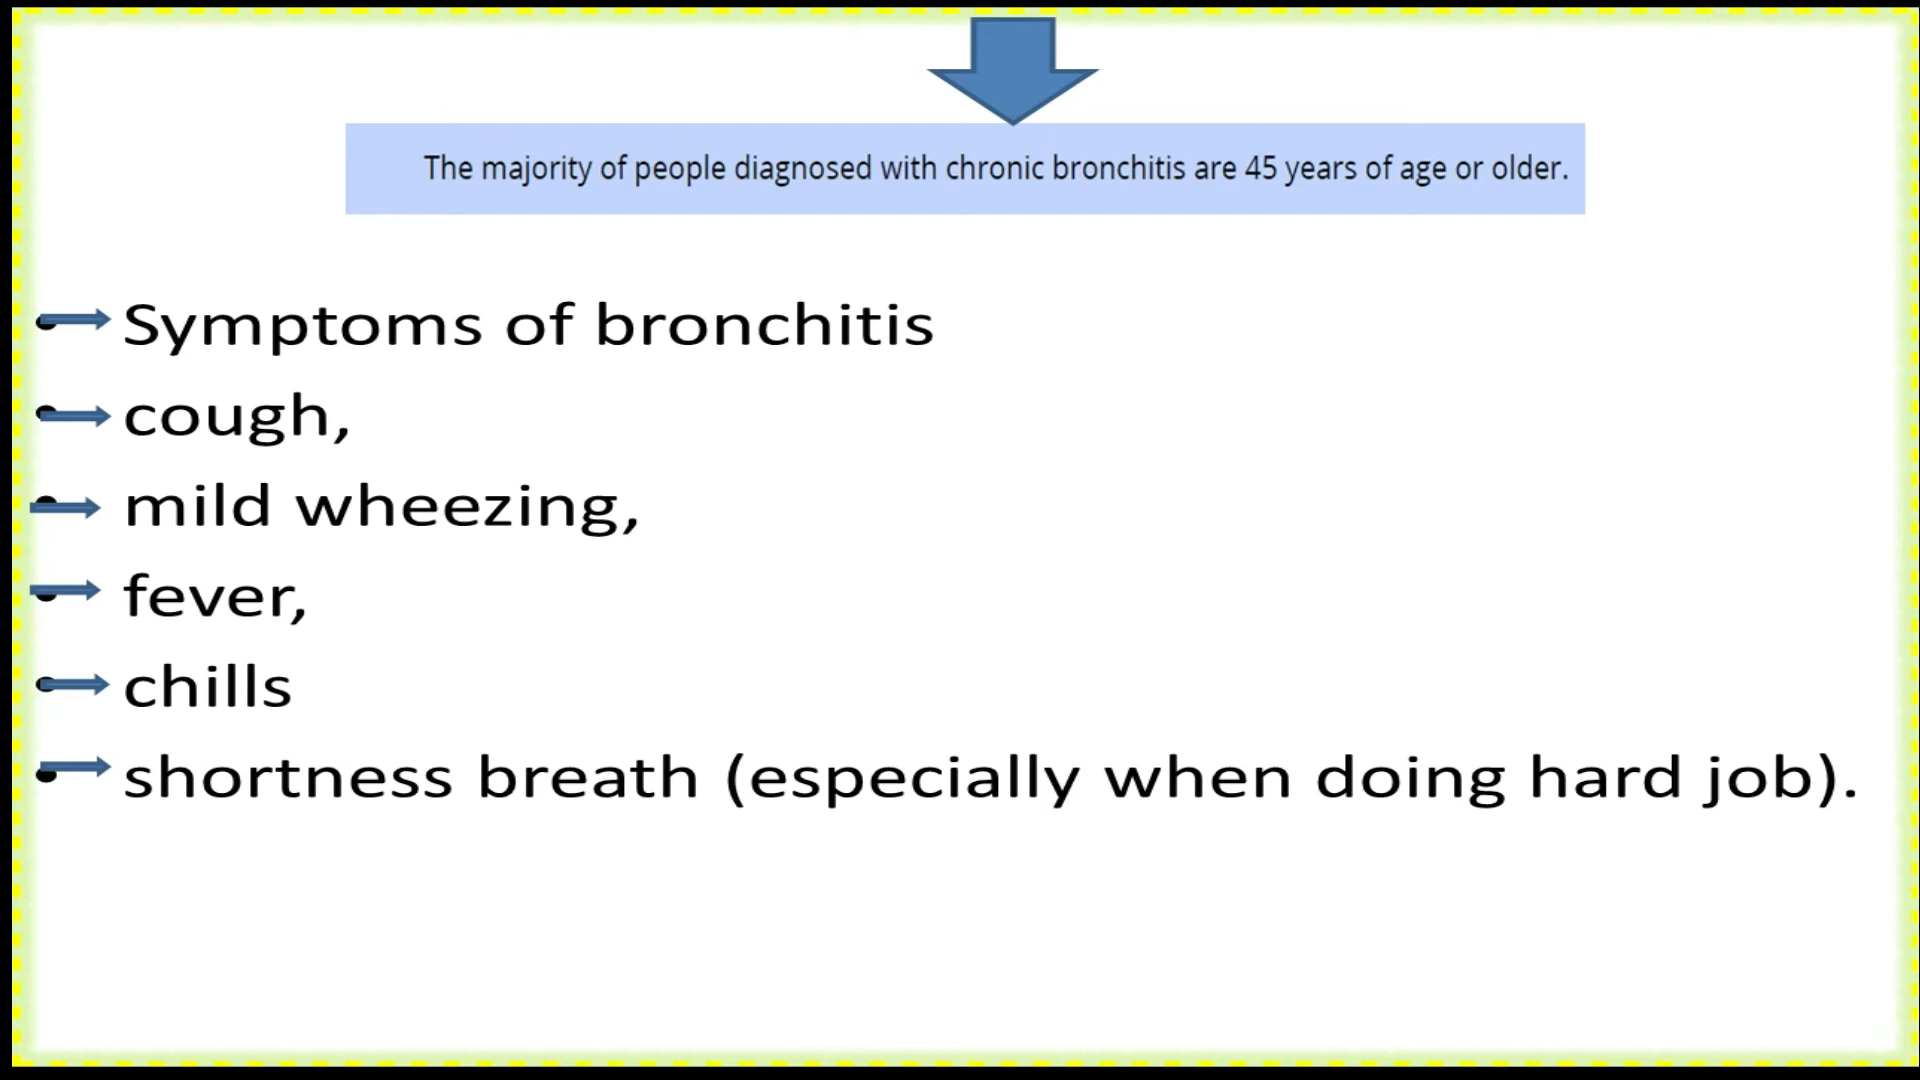 The majority of people diagnosed with chronic bronchitis are 45 years of age or older.
Symptoms of bronchitis
cough,
mild wheezing,
fever,
chills
shortness breath (especially when doing hard job).